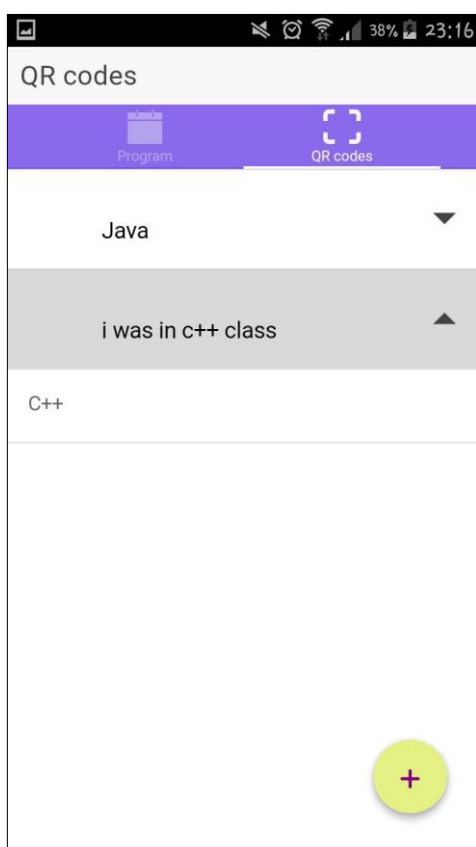 38% 23:16
QR codes
Program QR codes
Java
i was in c++ class
C++
+